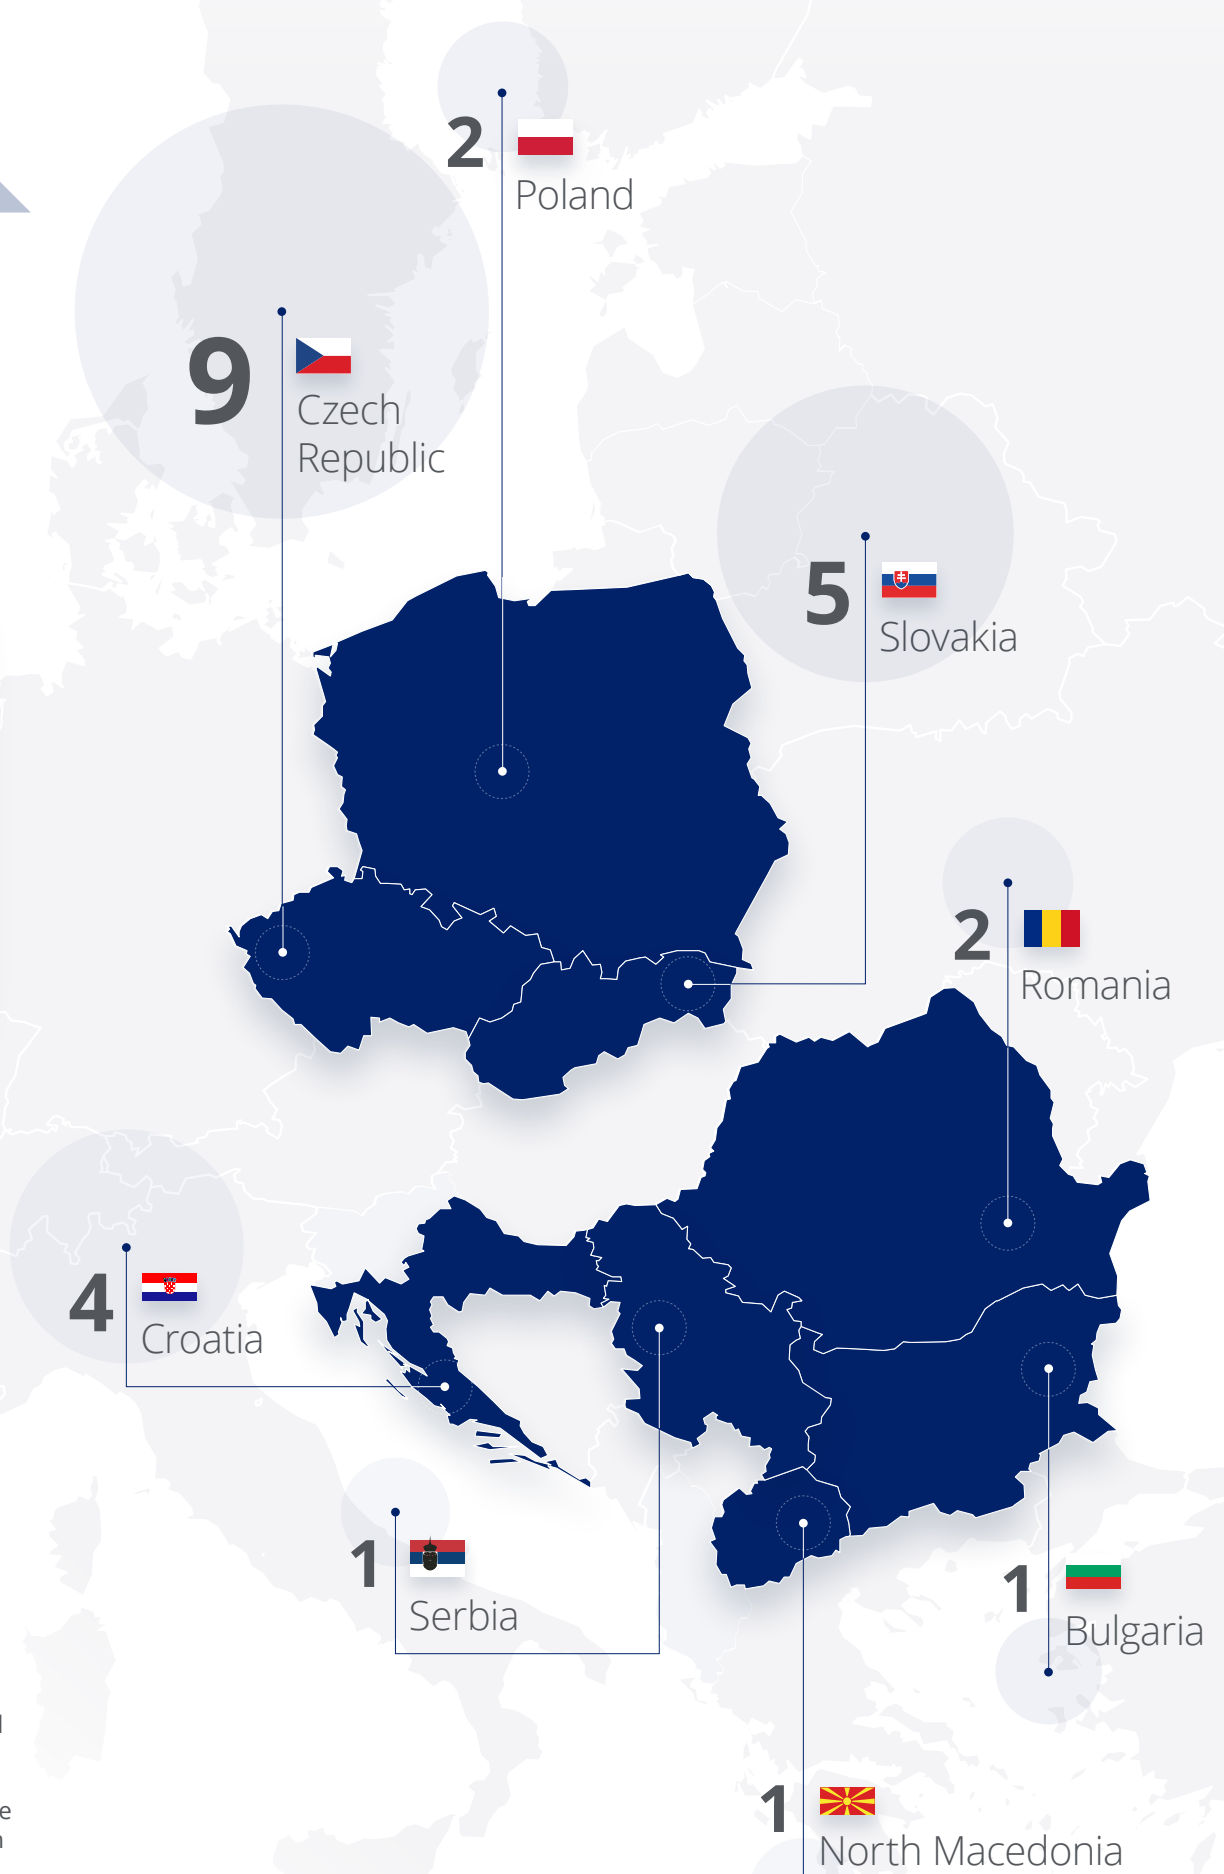 2
Poland
9
Czech
Republic
5
Slovakia
2
Romania
4
Croatia
1
Serbia
1
Bulgaria
1
North Macedonia